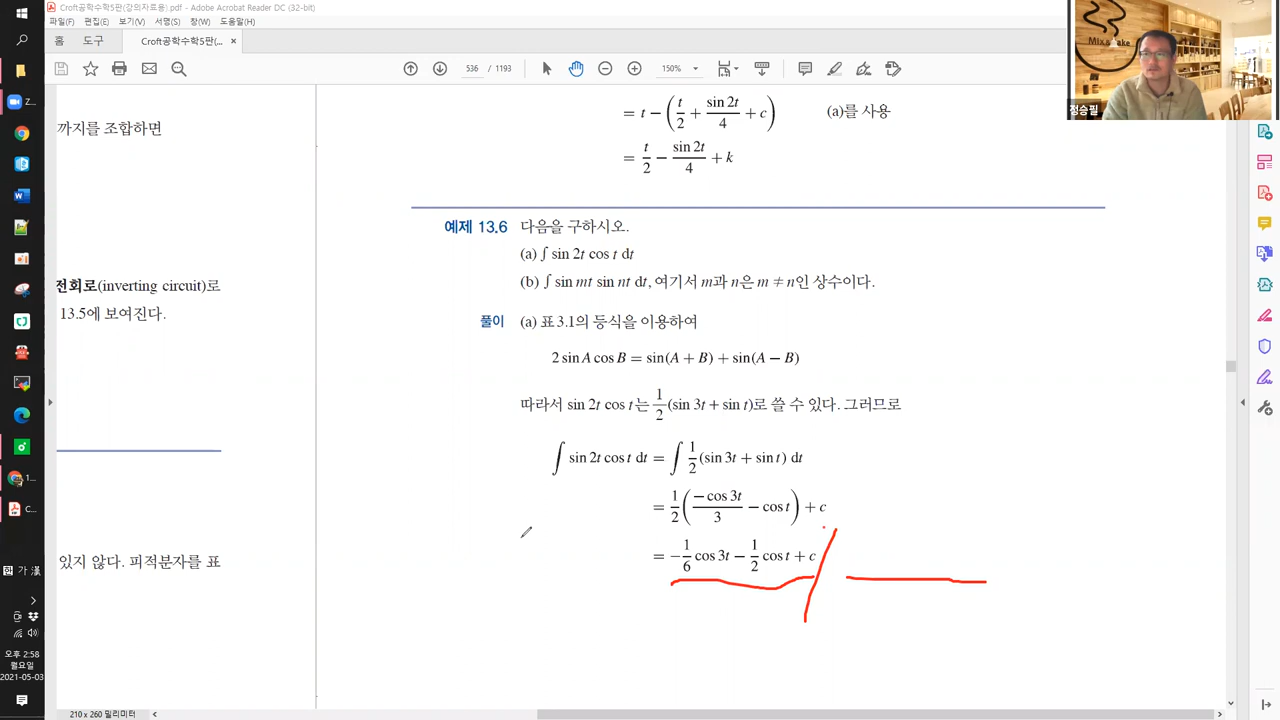 Croft공학수학5판(강의자료용).pdf - Adobe Acrobat Reader DC (32-bit)
파일(F) 편집(E) 보기(V) 서명(S) 창(W) 도움말(H)
홈 도구 Croft공학수학5판(... ×
536 / 1193 150%
Mix&Bake
정승필
까지를 조합하면
전회로(inverting circuit)로
13.5에 보여진다.
있지 않다. 피적분자를 표
= t − (t/2 + sin 2t/4 + c) (a)를 사용
= t/2 − sin 2t/4 + k
예제 13.6 다음을 구하시오.
(a) ∫ sin 2t cos t dt
(b) ∫ sin mt sin nt dt, 여기서 m과 n은 m ≠ n인 상수이다.
풀이 (a) 표 3.1의 등식을 이용하여
2 sin A cos B = sin(A + B) + sin(A − B)
따라서 sin 2t cos t는 1/2(sin 3t + sin t)로 쓸 수 있다. 그러므로
∫ sin 2t cos t dt = ∫ 1/2(sin 3t + sin t) dt
= 1/2(−cos 3t/3 − cos t) + c
= −1/6 cos 3t − 1/2 cos t + c
Z...
1...
C...
가 漢
오후 2:58
월요일
2021-05-03
210 x 260 밀리미터